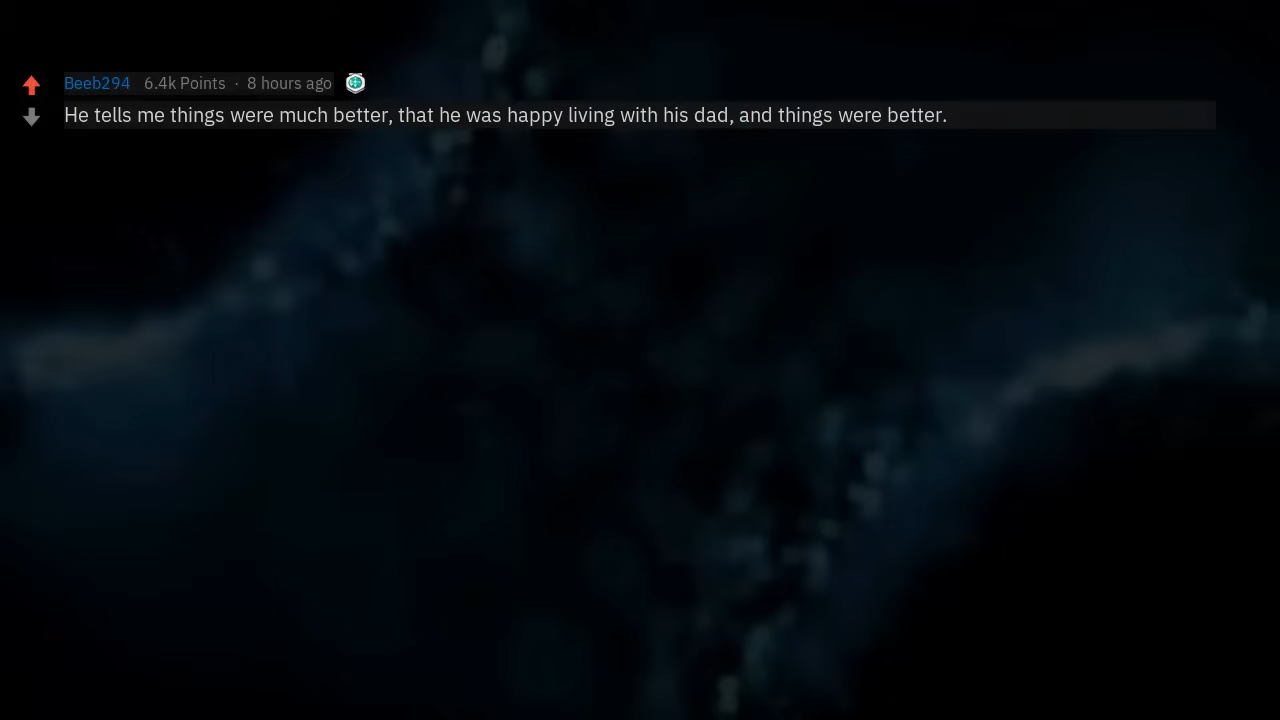 Beeb294 6.4k Points · 8 hours ago
He tells me things were much better, that he was happy living with his dad, and things were better.